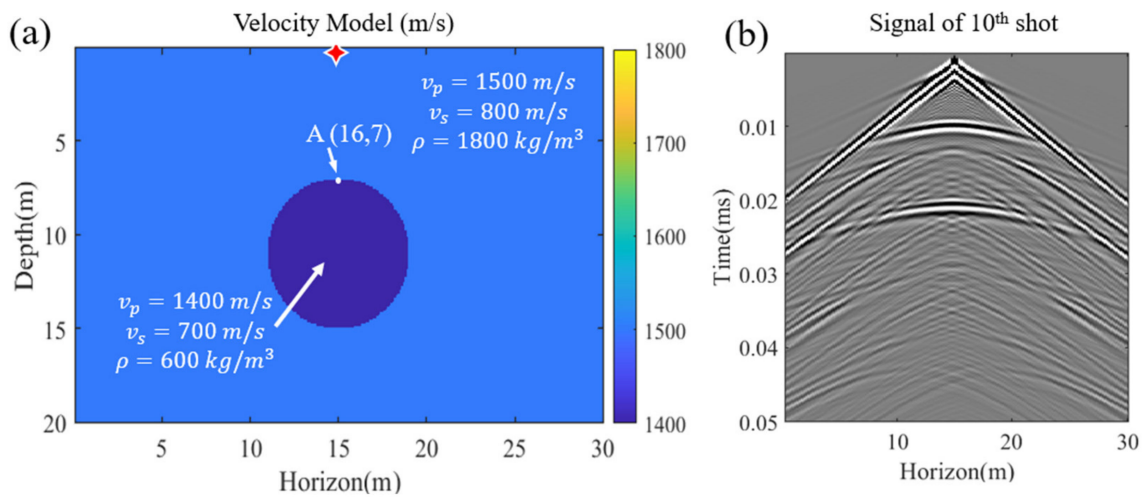 (a)
Velocity Model (m/s)
v_p = 1500 m/s
v_s = 800 m/s
ρ = 1800 kg/m³
A (16,7)
v_p = 1400 m/s
v_s = 700 m/s
ρ = 600 kg/m³
Depth(m)
5
10
15
20
5
10
15
20
25
30
Horizon(m)
1800
1700
1600
1500
1400
(b)
Signal of 10th shot
Time(ms)
0.01
0.02
0.03
0.04
0.05
10
20
30
Horizon(m)